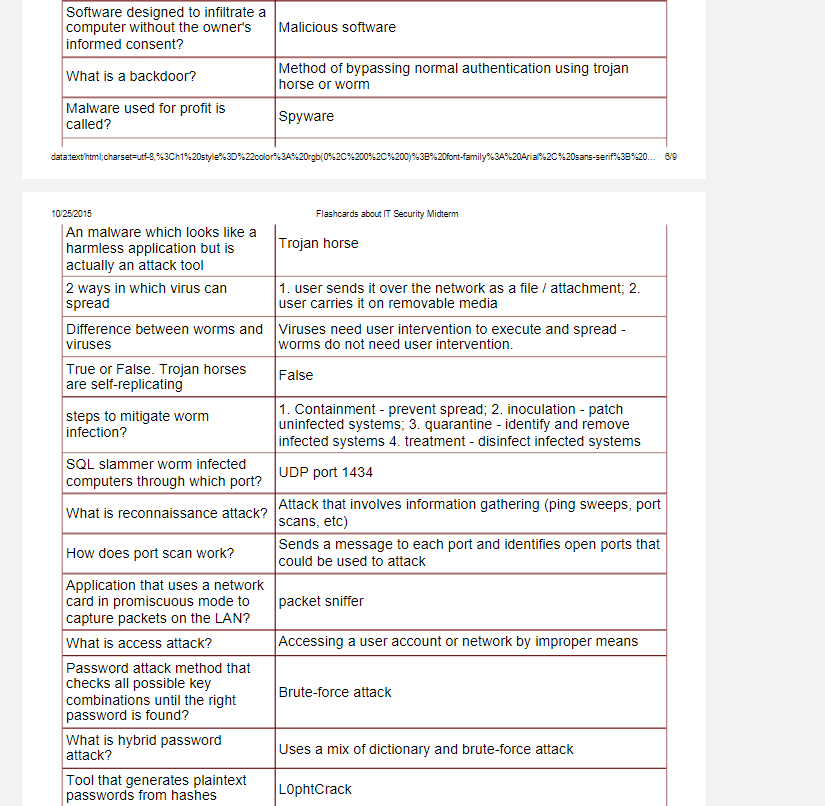 Software designed to infiltrate a
computer without the owner's
informed consent?
Malicious software
What is a backdoor?
Method of bypassing normal authentication using trojan
horse or worm
Malware used for profit is
called?
Spyware
data:text/html;charset=utf-8,%3Ch1%20style%3D%22color%3A%20rgb(0%2C%200%2C%200)%3B%20font-family%3A%20Arial%2C%20sans-serif%3B%20... 6/9
10/25/2015 Flashcards about IT Security Midterm
An malware which looks like a
harmless application but is
actually an attack tool
Trojan horse
2 ways in which virus can
spread
1. user sends it over the network as a file / attachment; 2.
user carries it on removable media
Difference between worms and
viruses
Viruses need user intervention to execute and spread -
worms do not need user intervention.
True or False. Trojan horses
are self-replicating
False
steps to mitigate worm
infection?
1. Containment - prevent spread; 2. inoculation - patch
uninfected systems; 3. quarantine - identify and remove
infected systems 4. treatment - disinfect infected systems
SQL slammer worm infected
computers through which port?
UDP port 1434
What is reconnaissance attack?
Attack that involves information gathering (ping sweeps, port
scans, etc)
How does port scan work?
Sends a message to each port and identifies open ports that
could be used to attack
Application that uses a network
card in promiscuous mode to
capture packets on the LAN?
packet sniffer
What is access attack?
Accessing a user account or network by improper means
Password attack method that
checks all possible key
combinations until the right
password is found?
Brute-force attack
What is hybrid password
attack?
Uses a mix of dictionary and brute-force attack
Tool that generates plaintext
passwords from hashes
L0phtCrack